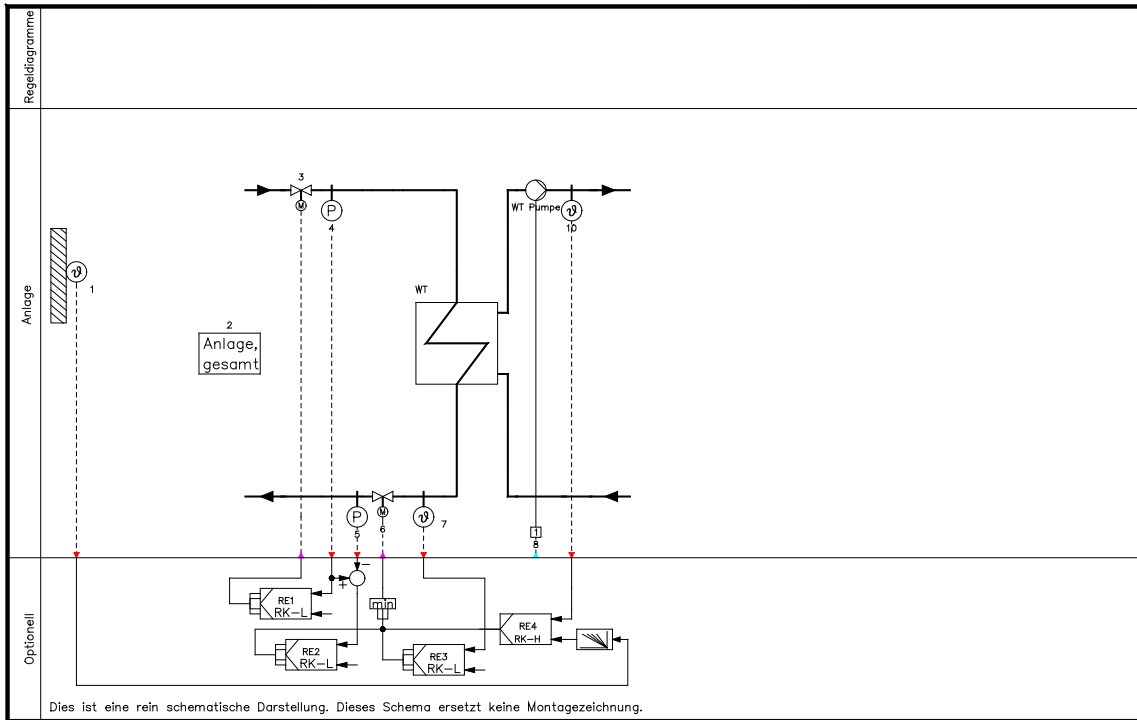 Regeldiagramme
Anlage
Optionell
3
M
P
4
WT Pumpe
ϑ
10
ϑ
1
WT
2
Anlage,
gesamt
P
5
M
6
ϑ
7
1
8
-
+
RE1
RK-L
min
RE2
RK-L
RE3
RK-L
RE4
RK-H
Dies ist eine rein schematische Darstellung. Dieses Schema ersetzt keine Montagezeichnung.